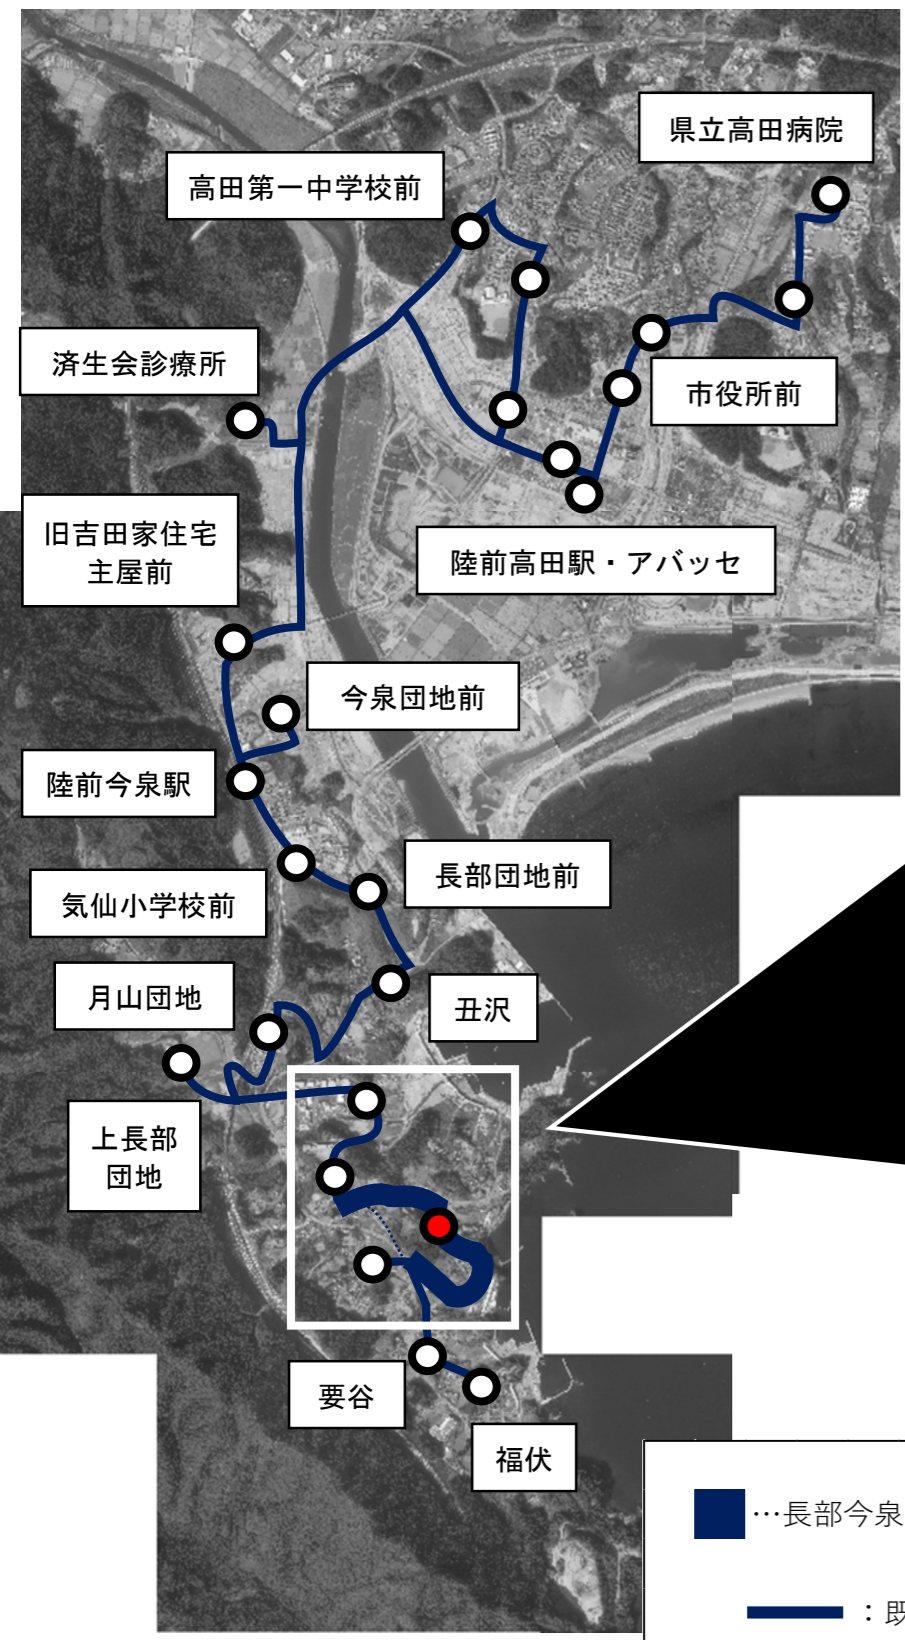 県立高田病院
高田第一中学校前
済生会診療所
市役所前
旧吉田家住宅
主屋前
陸前高田駅・アバッセ
今泉団地前
陸前今泉駅
長部団地前
気仙小学校前
月山団地
丑沢
上長部
団地
要谷
福伏
…長部今泉
：既